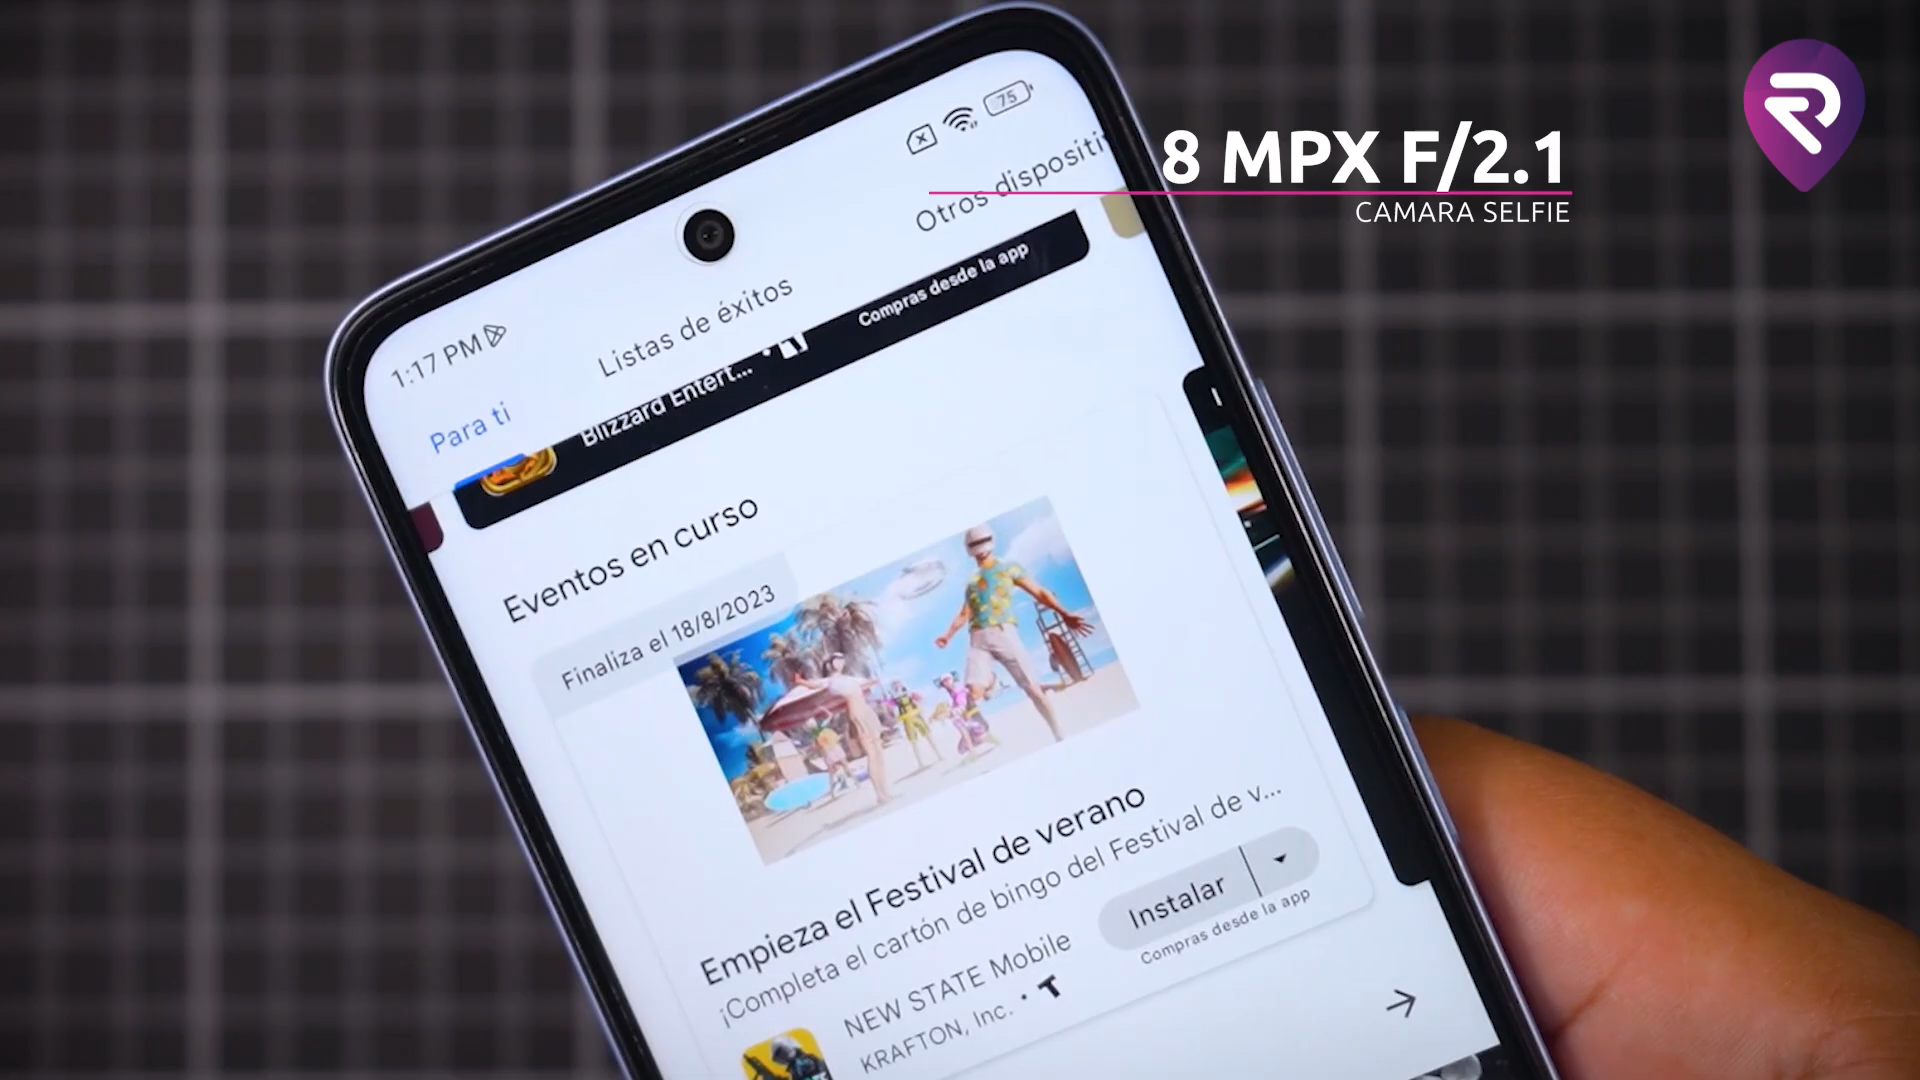 8 MPX F/2.1
CAMARA SELFIE
75
1:17 PM
Para ti
Listas de éxitos
Otros dispositi
Blizzard Entert...
Compras desde la app
Eventos en curso
Finaliza el 18/8/2023
Empieza el Festival de verano
¡Completa el cartón de bingo del Festival de v...
NEW STATE Mobile
KRAFTON, Inc. • T
Instalar
Compras desde la app